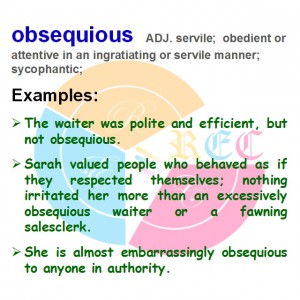 obsequious ADJ. servile; obedient or
attentive in an ingratiating or servile manner;
sycophantic;
Examples:
➢ The waiter was polite and efficient, but
not obsequious.
➢ Sarah valued people who behaved as if
they respected themselves; nothing
irritated her more than an excessively
obsequious waiter or a fawning
salesclerk.
➢ She is almost embarrassingly obsequious
to anyone in authority.